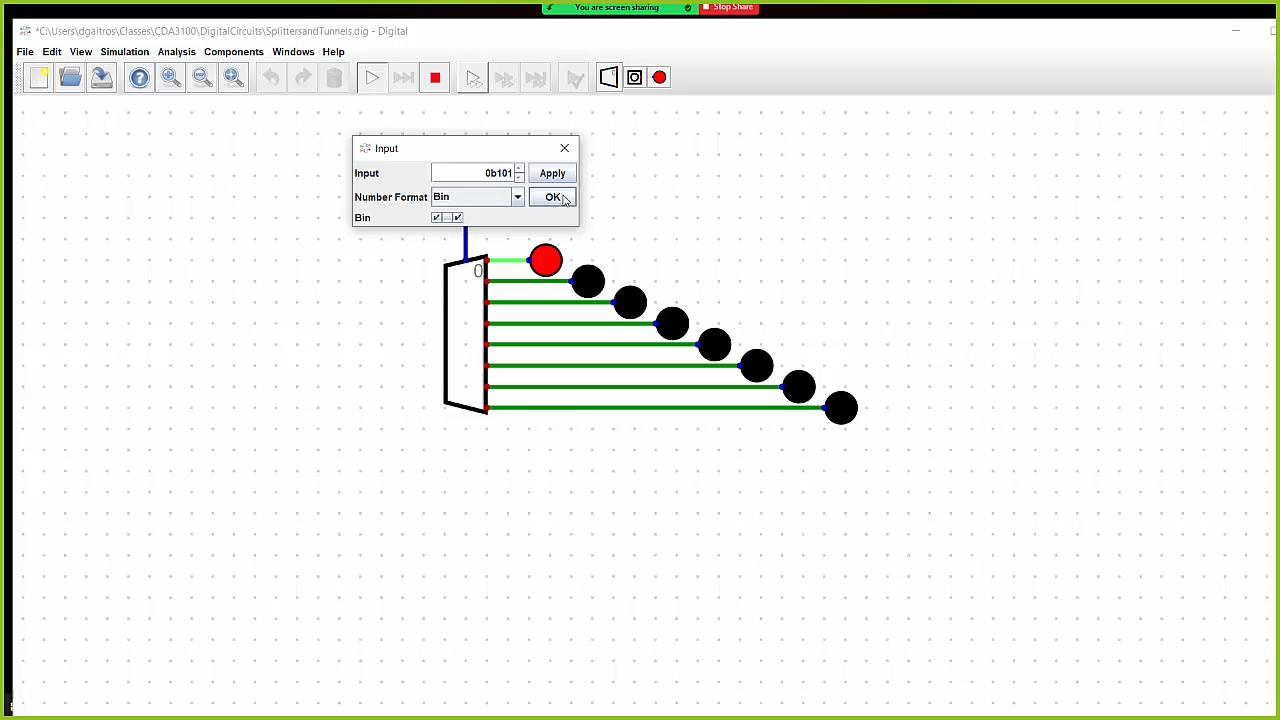 You are screen sharing
Stop Share
*C:\Users\dgaitros\Classes\CDA3100\DigitalCircuits\SplittersandTunnels.dig - Digital
File Edit View Simulation Analysis Components Windows Help
Input
Input 0b101 Apply
Number Format Bin OK
Bin
0